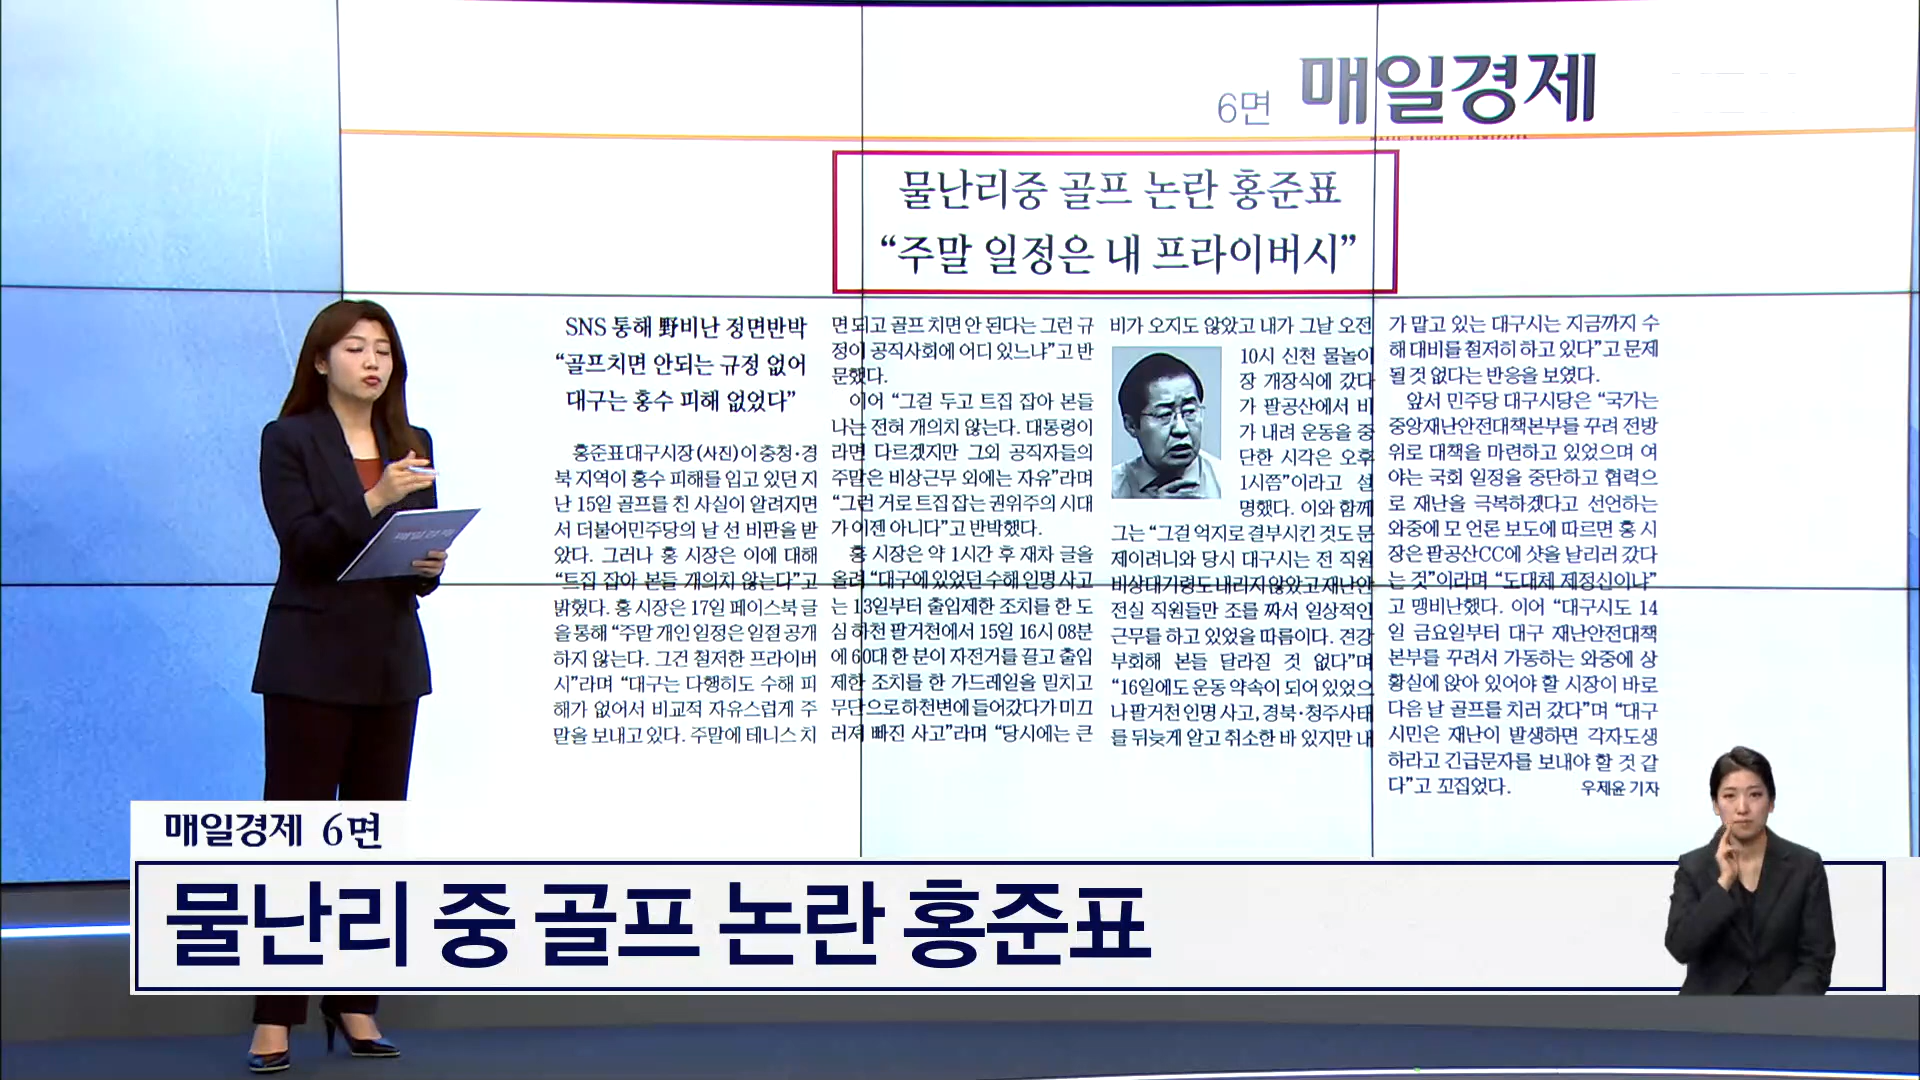 6면 매일경제
물난리중 골프 논란 홍준표
“주말 일정은 내 프라이버시”
SNS 통해 野비난 정면반박
“골프치면 안되는 규정 없어
대구는 홍수 피해 없었다”
홍준표 대구시장(사진)이 충청·경
북 지역이 홍수 피해를 입고 있던 지
난 15일 골프를 친 사실이 알려지면
서 더불어민주당의 날 선 비판을 받
았다. 그러나 홍 시장은 이에 대해
“트집 잡아 본들 개의치 않는다”고
밝혔다. 홍 시장은 17일 페이스북 글
을 통해 “주말 개인 일정은 일절 공개
하지 않는다. 그건 철저한 프라이버
시”라며 “대구는 다행히도 수해 피
해가 없어서 비교적 자유스럽게 주
말을 보내고 있다. 주말에 테니스 치
면 되고 골프 치면 안 된다는 그런 규
정이 공직사회에 어디 있느냐”고 반
문했다.
이어 “그걸 두고 트집 잡아 본들
나는 전혀 개의치 않는다. 대통령이
라면 다르겠지만 그외 공직자들의
주말은 비상근무 외에는 자유”라며
“그런 거로 트집 잡는 권위주의 시대
가 이젠 아니다”고 반박했다.
홍 시장은 약 1시간 후 재차 글을
올려 “대구에 있었던 수해 인명 사고
는 13일부터 출입제한 조치를 한 도
심 하천 팔거천에서 15일 16시 08분
에 60대 한 분이 자전거를 끌고 출입
제한 조치를 한 가드레일을 밀치고
무단으로 하천변에 들어갔다가 미끄
러져 빠진 사고”라며 “당시에는 큰
비가 오지도 않았고 내가 그날 오전
10시 신천 물놀이
장 개장식에 갔다
가 팔공산에서 비
가 내려 운동을 중
단한 시각은 오후
1시쯤”이라고 설
명했다. 이와 함께
그는 “그걸 억지로 결부시킨 것도 문
제이려니와 당시 대구시는 전 직원
비상대기령도 내리지 않았고 재난안
전실 직원들만 조를 짜서 일상적인
근무를 하고 있었을 따름이다. 견강
부회해 본들 달라질 것 없다”며
“16일에도 운동 약속이 되어 있었으
나 팔거천 인명 사고, 경북·청주 사태
를 뒤늦게 알고 취소한 바 있지만 내
가 맡고 있는 대구시는 지금까지 수
해 대비를 철저히 하고 있다”고 문제
될 것 없다는 반응을 보였다.
앞서 민주당 대구시당은 “국가는
중앙재난안전대책본부를 꾸려 전방
위로 대책을 마련하고 있었으며 여
야는 국회 일정을 중단하고 협력으
로 재난을 극복하겠다고 선언하는
와중에 모 언론 보도에 따르면 홍 시
장은 팔공산CC에 샷을 날리러 갔다
는 것”이라며 “도대체 제정신이냐”
고 맹비난했다. 이어 “대구시도 14
일 금요일부터 대구 재난안전대책
본부를 꾸려서 가동하는 와중에 상
황실에 앉아 있어야 할 시장이 바로
다음 날 골프를 치러 갔다”며 “대구
시민은 재난이 발생하면 각자도생
하라고 긴급문자를 보내야 할 것 같
다”고 꼬집었다. 우제윤 기자
매일경제 6면
물난리 중 골프 논란 홍준표